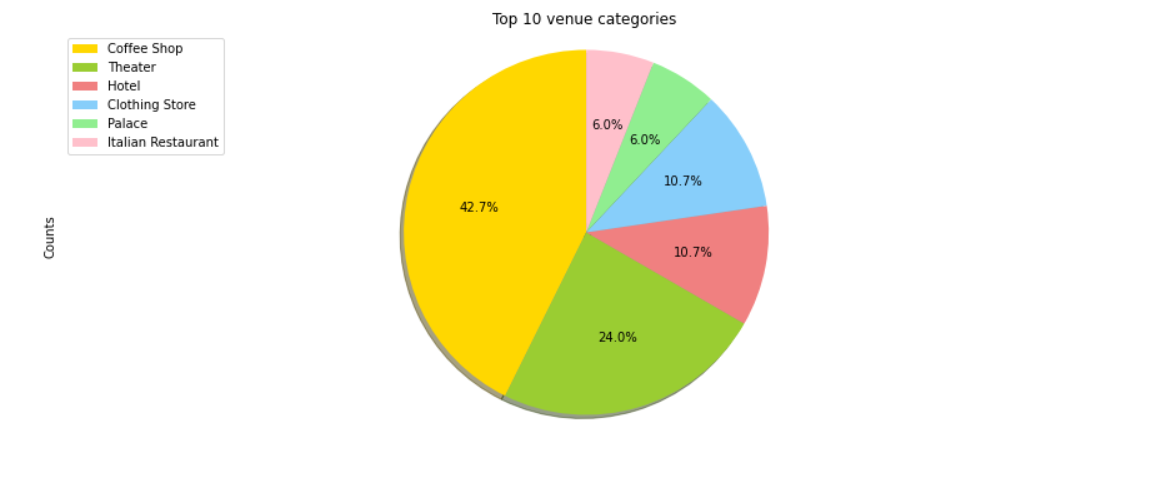 Top 10 venue categories
Coffee Shop
Theater
Hotel
Clothing Store
Palace
Italian Restaurant
6.0%
6.0%
10.7%
42.7%
10.7%
24.0%
Counts